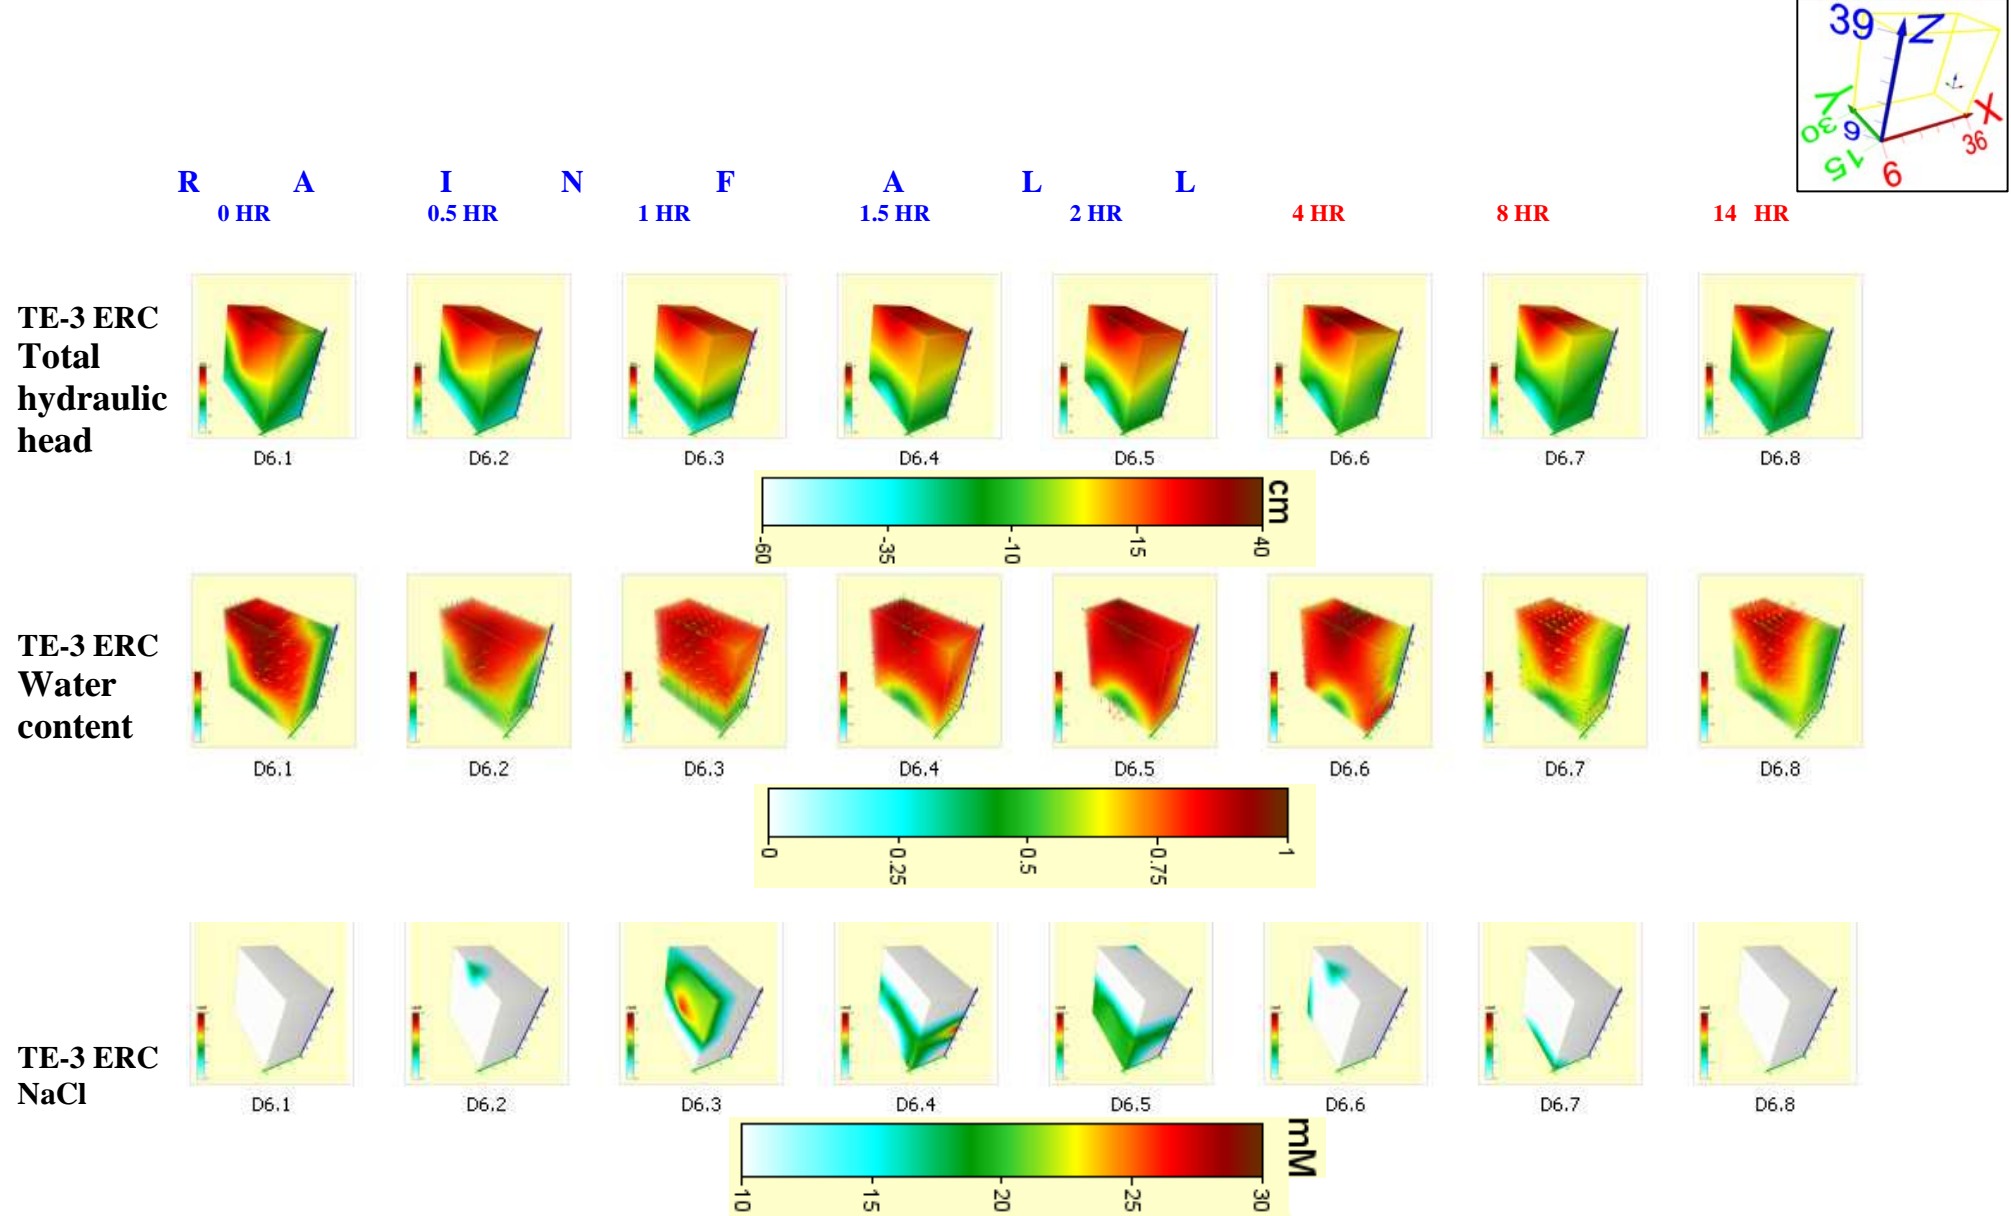 39 Z
Y X
30 9 36
15 9
R A I N F A L L
0 HR 0.5 HR 1 HR 1.5 HR 2 HR 4 HR 8 HR 14 HR
TE-3 ERC
Total
hydraulic
head
D6.1 D6.2 D6.3 D6.4 D6.5 D6.6 D6.7 D6.8
cm
-60 -35 -10 -15 40
TE-3 ERC
Water
content
D6.1 D6.2 D6.3 D6.4 D6.5 D6.6 D6.7 D6.8
0 0.25 0.5 0.75 1
TE-3 ERC
NaCl
D6.1 D6.2 D6.3 D6.4 D6.5 D6.6 D6.7 D6.8
mM
10 15 20 25 30